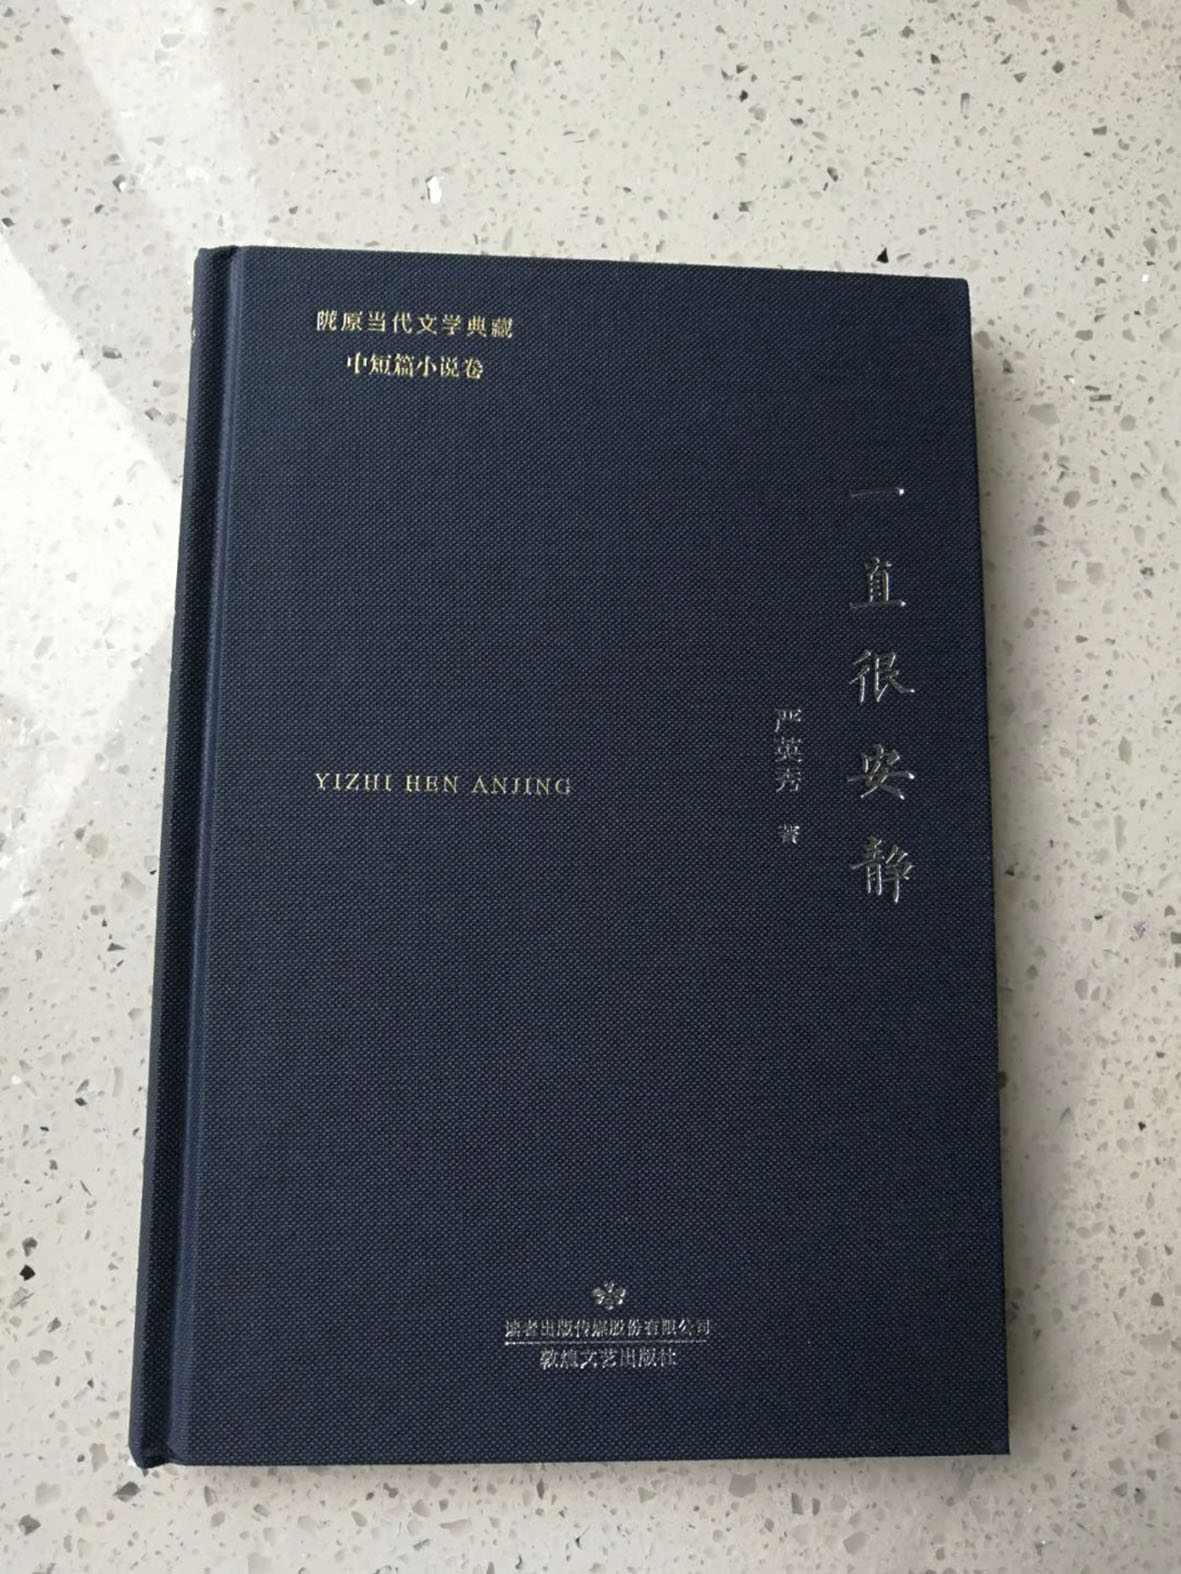 陇原当代文学典藏
中短篇小说卷
一直很安静
严英秀 著
YIZHI HEN ANJING
读者出版传媒股份有限公司
敦煌文艺出版社